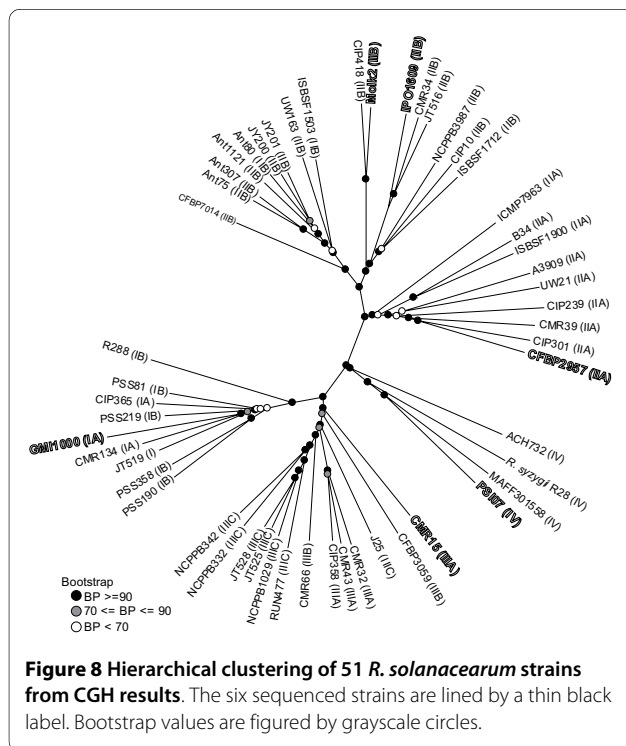 CIP418 (IIB)
Molk2 (IIB)
IPO1609 (IIB)
CMR34 (IIB)
JT516 (IIB)
NCPPB3987 (IIB)
CIP10 (IIB)
ISBSF1712 (IIB)
ICMP7963 (IIA)
B34 (IIA)
ISBSF1900 (IIA)
A3909 (IIA)
UW21 (IIA)
CIP239 (IIA)
CMR39 (IIA)
CIP301 (IIA)
CFBP2957 (IIA)
ACH732 (IV)
R. syzygii R28 (IV)
MAFF301558 (IV)
PSI07 (IV)
CMR15 (IIIA)
CFBP3059 (IIIB)
J25 (IIIC)
CMR32 (IIIA)
CMR43 (IIIA)
CIP358 (IIIA)
CMR66 (IIIB)
RUN477 (IIIC)
NCPPB1029 (IIIC)
JT525 (IIIC)
JT528 (IIIC)
NCPPB332 (IIIC)
NCPPB342 (IIIC)
PSS190 (IB)
PSS358 (IB)
JT519 (I)
CMR134 (IA)
GMI1000 (IA)
PSS219 (IB)
CIP365 (IA)
PSS81 (IB)
R288 (IB)
CFBP7014 (IIB)
Ant75 (IIB)
Ant307 (IIB)
Ant1121 (IIB)
Ant80 (IIB)
JY200 (IIB)
JY201 (IIB)
UW163 (IIB)
ISBSF1503 (IIB)
Bootstrap
BP >=90
70 <= BP <= 90
BP < 70
Figure 8 Hierarchical clustering of 51 R. solanacearum strains
from CGH results. The six sequenced strains are lined by a thin black
label. Bootstrap values are figured by grayscale circles.